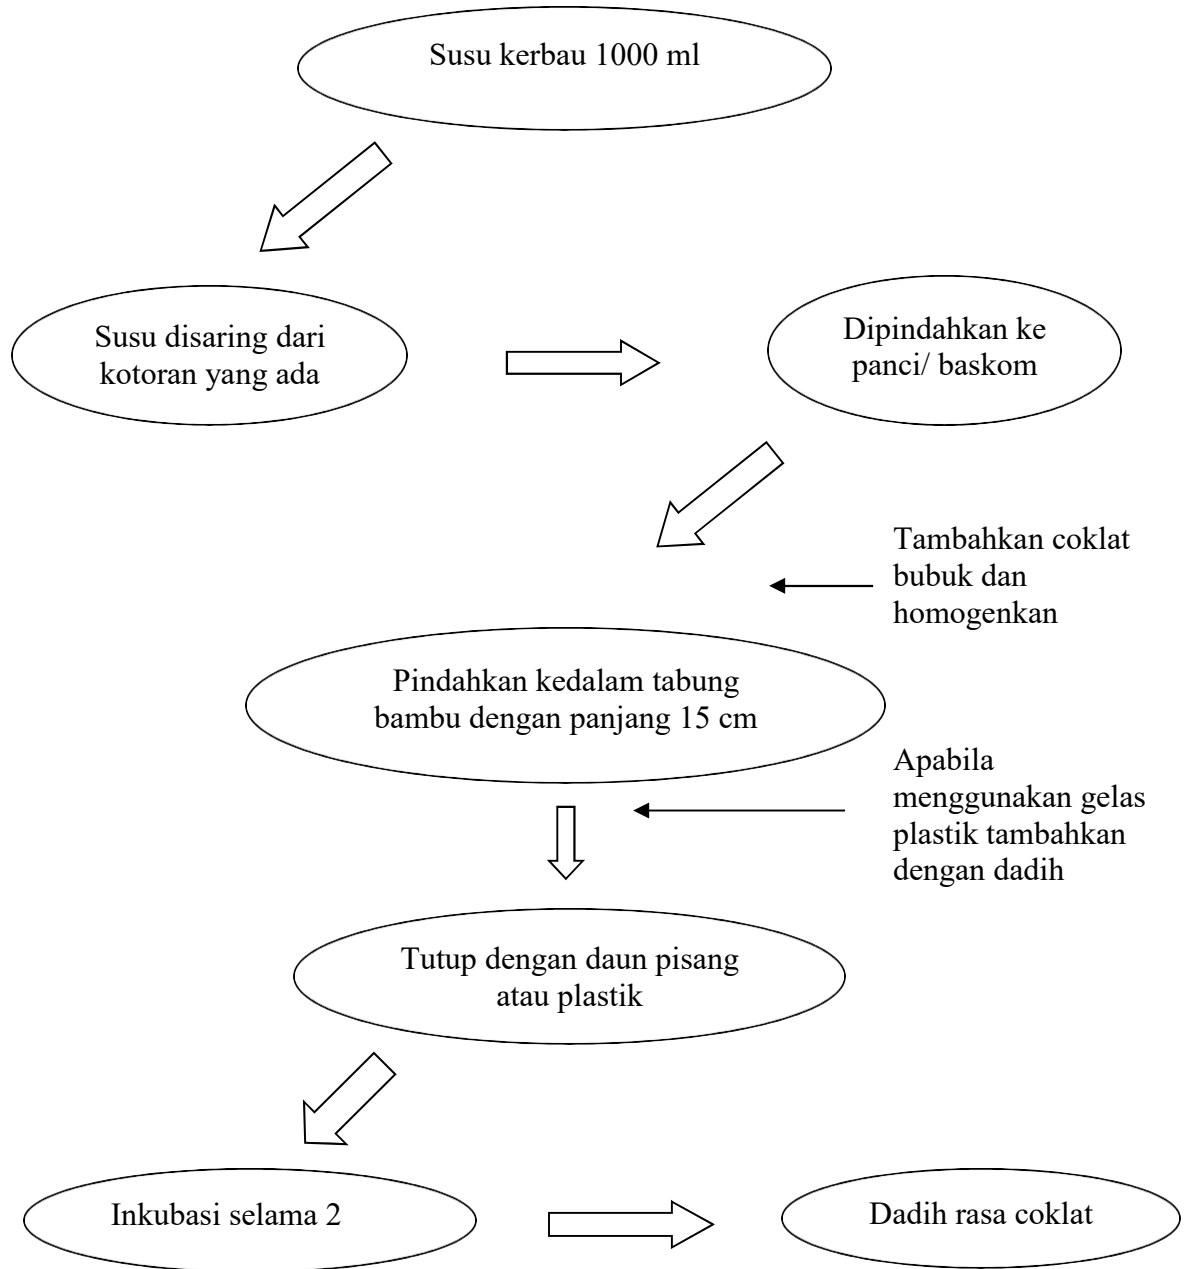 Susu kerbau 1000 ml
Susu disaring dari
kotoran yang ada
Dipindahkan ke
panci/ baskom
Tambahkan coklat
bubuk dan
homogenkan
Pindahkan kedalam tabung
bambu dengan panjang 15 cm
Apabila
menggunakan gelas
plastik tambahkan
dengan dadih
Tutup dengan daun pisang
atau plastik
Inkubasi selama 2
Dadih rasa coklat